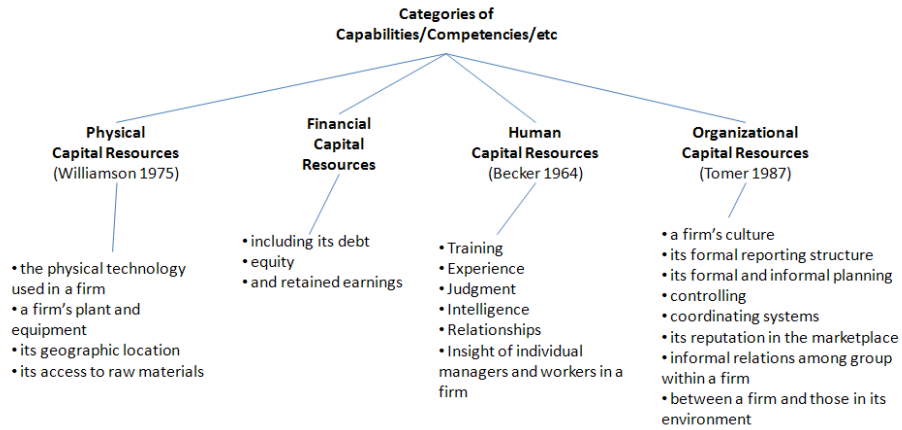 Categories of
Capabilities/Competencies/etc
Physical
Capital Resources
(Williamson 1975)
Financial
Capital
Resources
Human
Capital Resources
(Becker 1964)
Organizational
Capital Resources
(Tomer 1987)
• the physical technology
used in a firm
• a firm's plant and
equipment
• its geographic location
• its access to raw materials
• including its debt
• equity
• and retained earnings
• Training
• Experience
• Judgment
• Intelligence
• Relationships
• Insight of individual
managers and workers in a
firm
• a firm's culture
• its formal reporting structure
• its formal and informal planning
• controlling
• coordinating systems
• its reputation in the marketplace
• informal relations among group
within a firm
• between a firm and those in its
environment